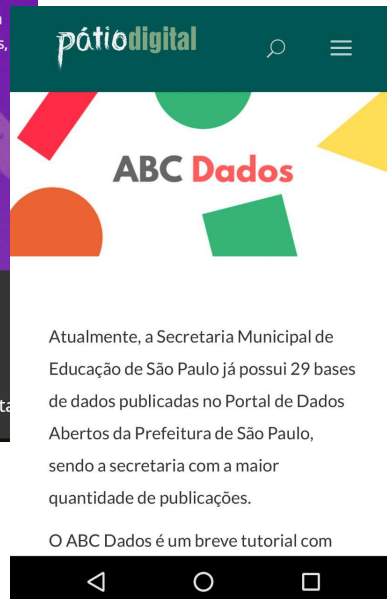 pátiodigital
ABC Dados
Atualmente, a Secretaria Municipal de
Educação de São Paulo já possui 29 bases
de dados publicadas no Portal de Dados
Abertos da Prefeitura de São Paulo,
sendo a secretaria com a maior
quantidade de publicações.
O ABC Dados é um breve tutorial com